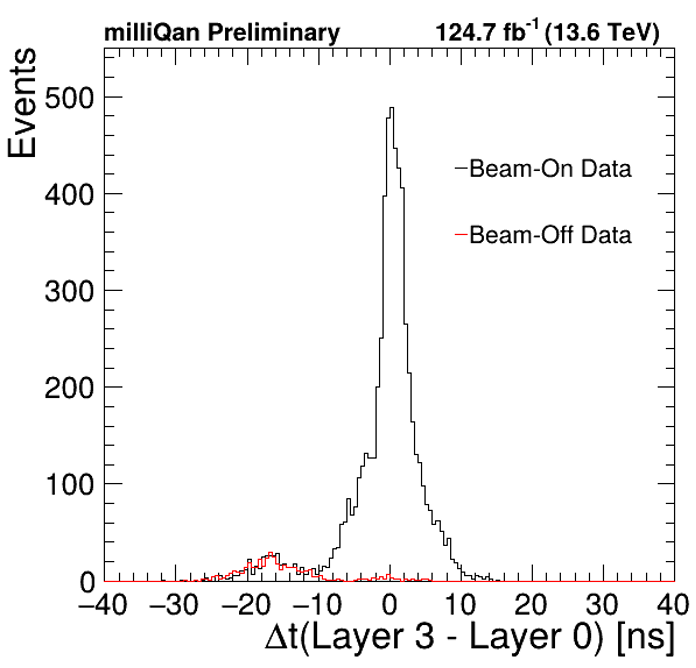 milliQan Preliminary 124.7 fb⁻¹ (13.6 TeV)
Events
500
400
300
200
100
0
Beam-On Data
Beam-Off Data
−40 −30 −20 −10 0 10 20 30 40
Δt(Layer 3 - Layer 0) [ns]